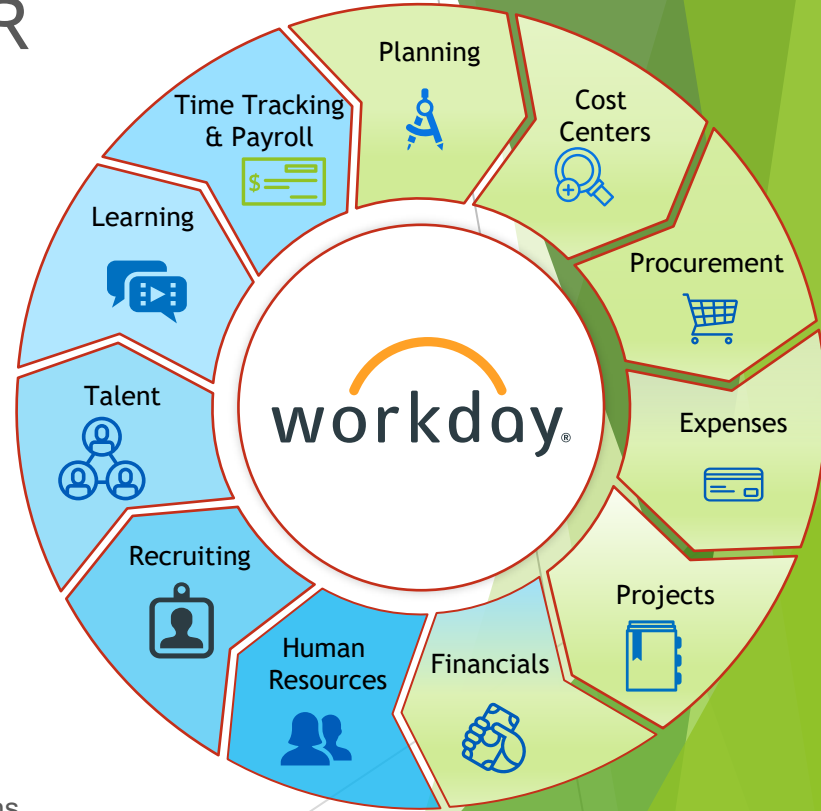 R
Planning
Cost
Centers
Time Tracking
& Payroll
$
Learning
Procurement
Talent
Expenses
workday®
Recruiting
Projects
Human
Resources
Financials